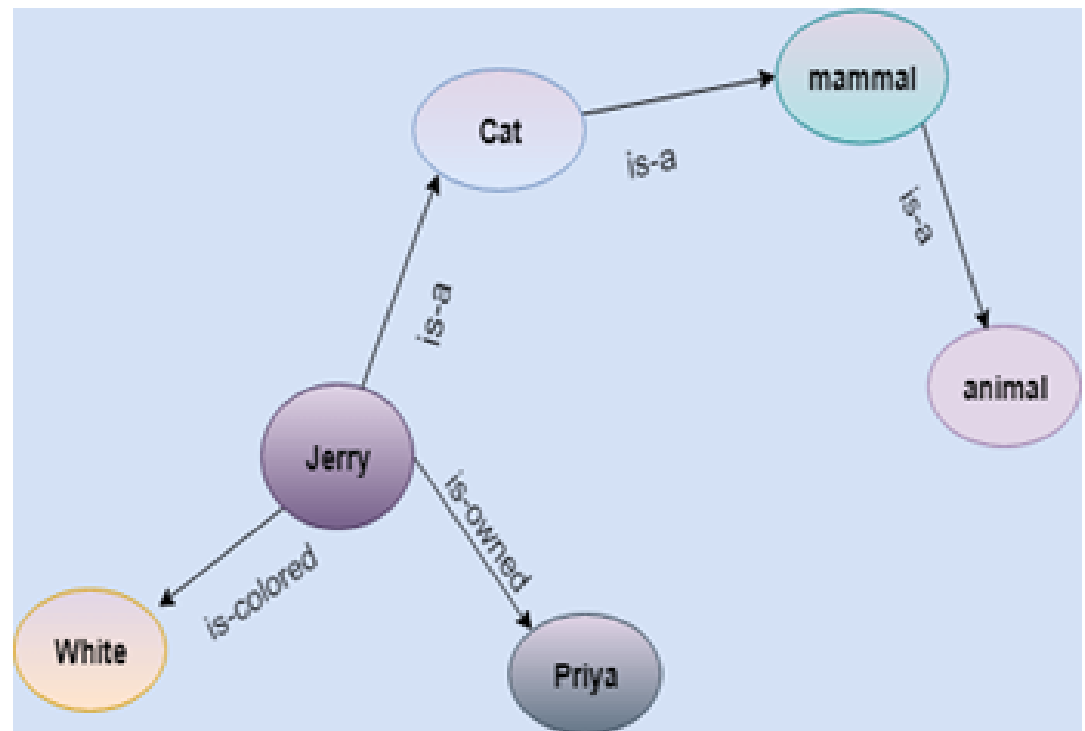 mammal
Cat
is-a
is-a
is-a
animal
Jerry
is-owned
is-colored
White
Priya